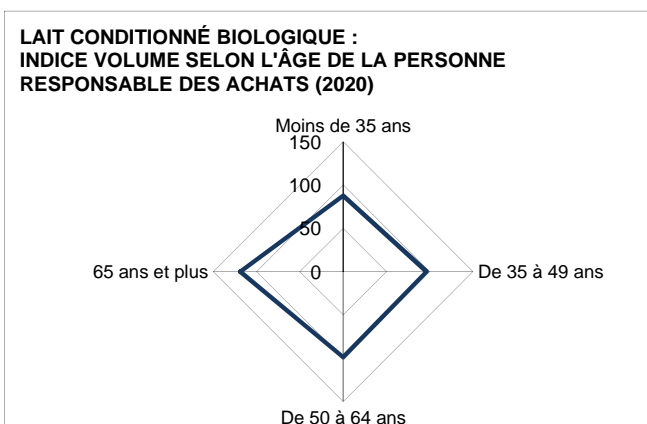 LAIT CONDITIONNÉ BIOLOGIQUE :
INDICE VOLUME SELON L'ÂGE DE LA PERSONNE
RESPONSABLE DES ACHATS (2020)
Moins de 35 ans
150
100
50
0
65 ans et plus
De 35 à 49 ans
De 50 à 64 ans